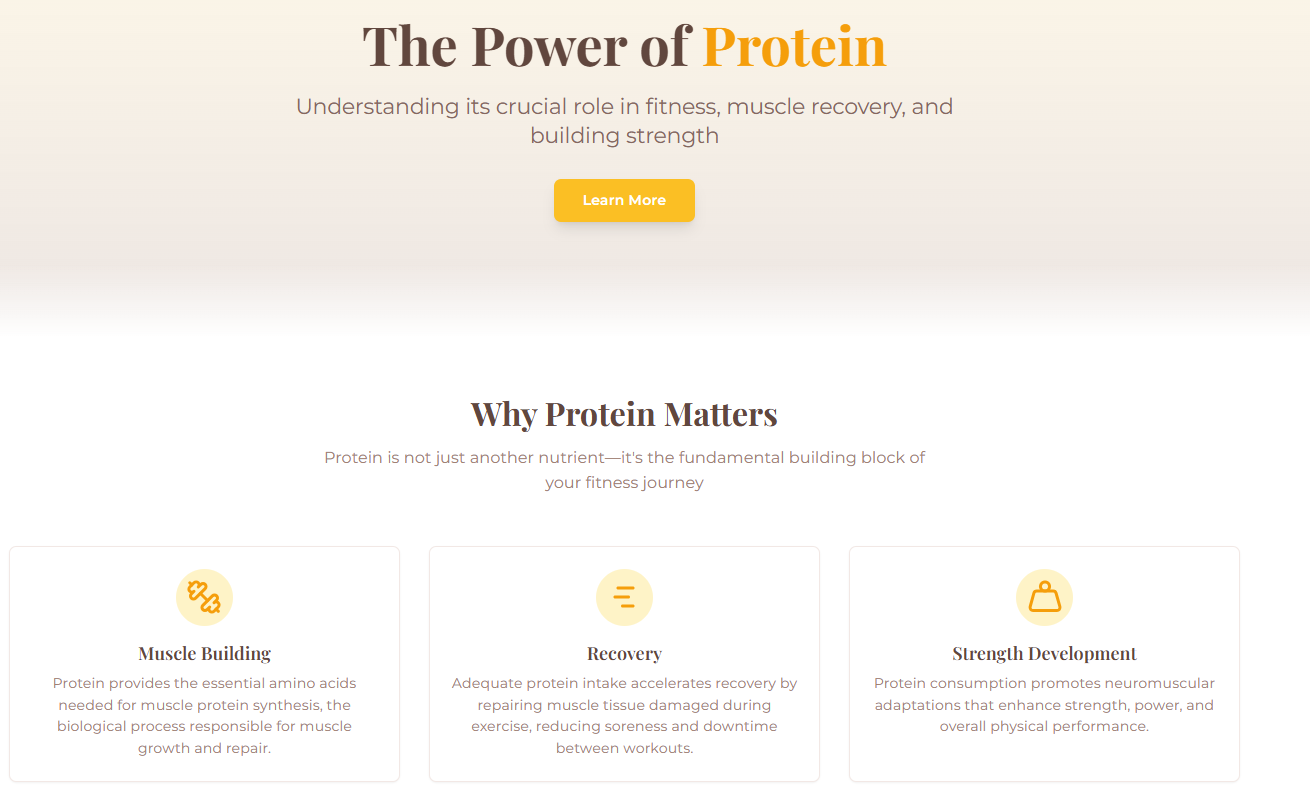 The Power of Protein
Understanding its crucial role in fitness, muscle recovery, and
building strength
Learn More
Why Protein Matters
Protein is not just another nutrient—it's the fundamental building block of
your fitness journey
Muscle Building
Protein provides the essential amino acids
needed for muscle protein synthesis, the
biological process responsible for muscle
growth and repair.
Recovery
Adequate protein intake accelerates recovery by
repairing muscle tissue damaged during
exercise, reducing soreness and downtime
between workouts.
Strength Development
Protein consumption promotes neuromuscular
adaptations that enhance strength, power, and
overall physical performance.